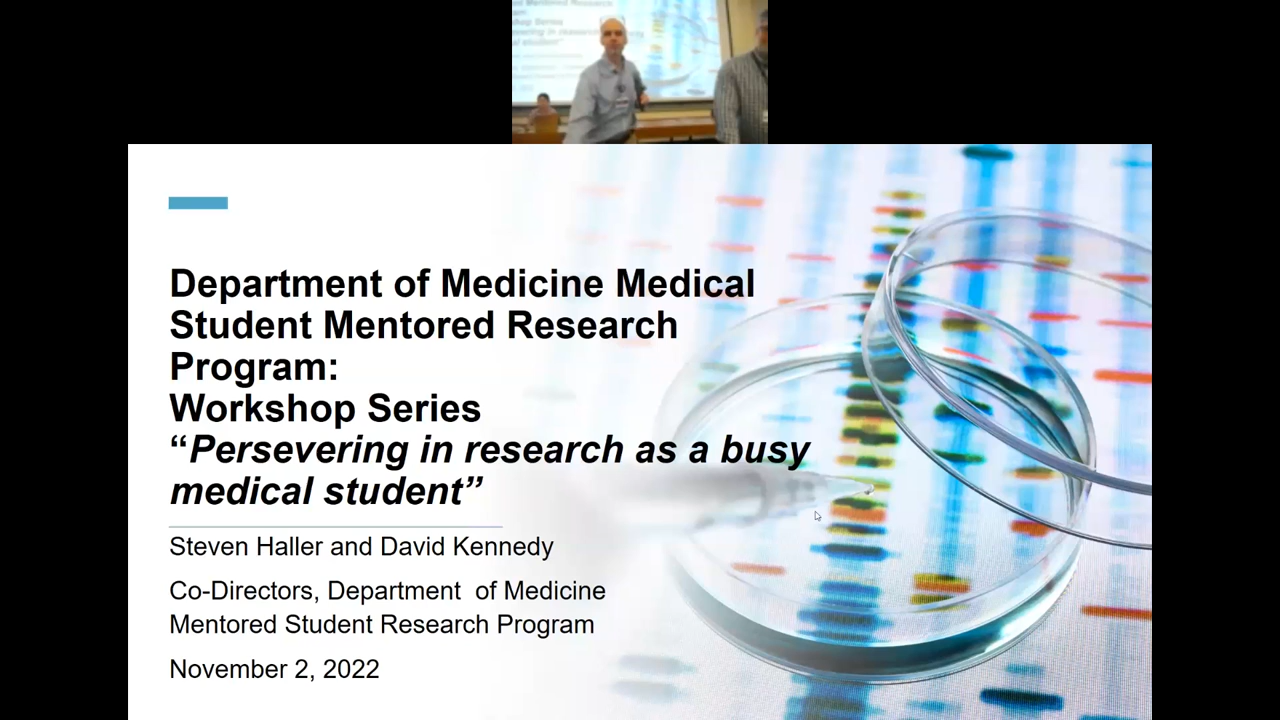 Department of Medicine Medical
Student Mentored Research
Program:
Workshop Series
“Persevering in research as a busy
medical student”
Steven Haller and David Kennedy
Co-Directors, Department  of Medicine
Mentored Student Research Program
November 2, 2022